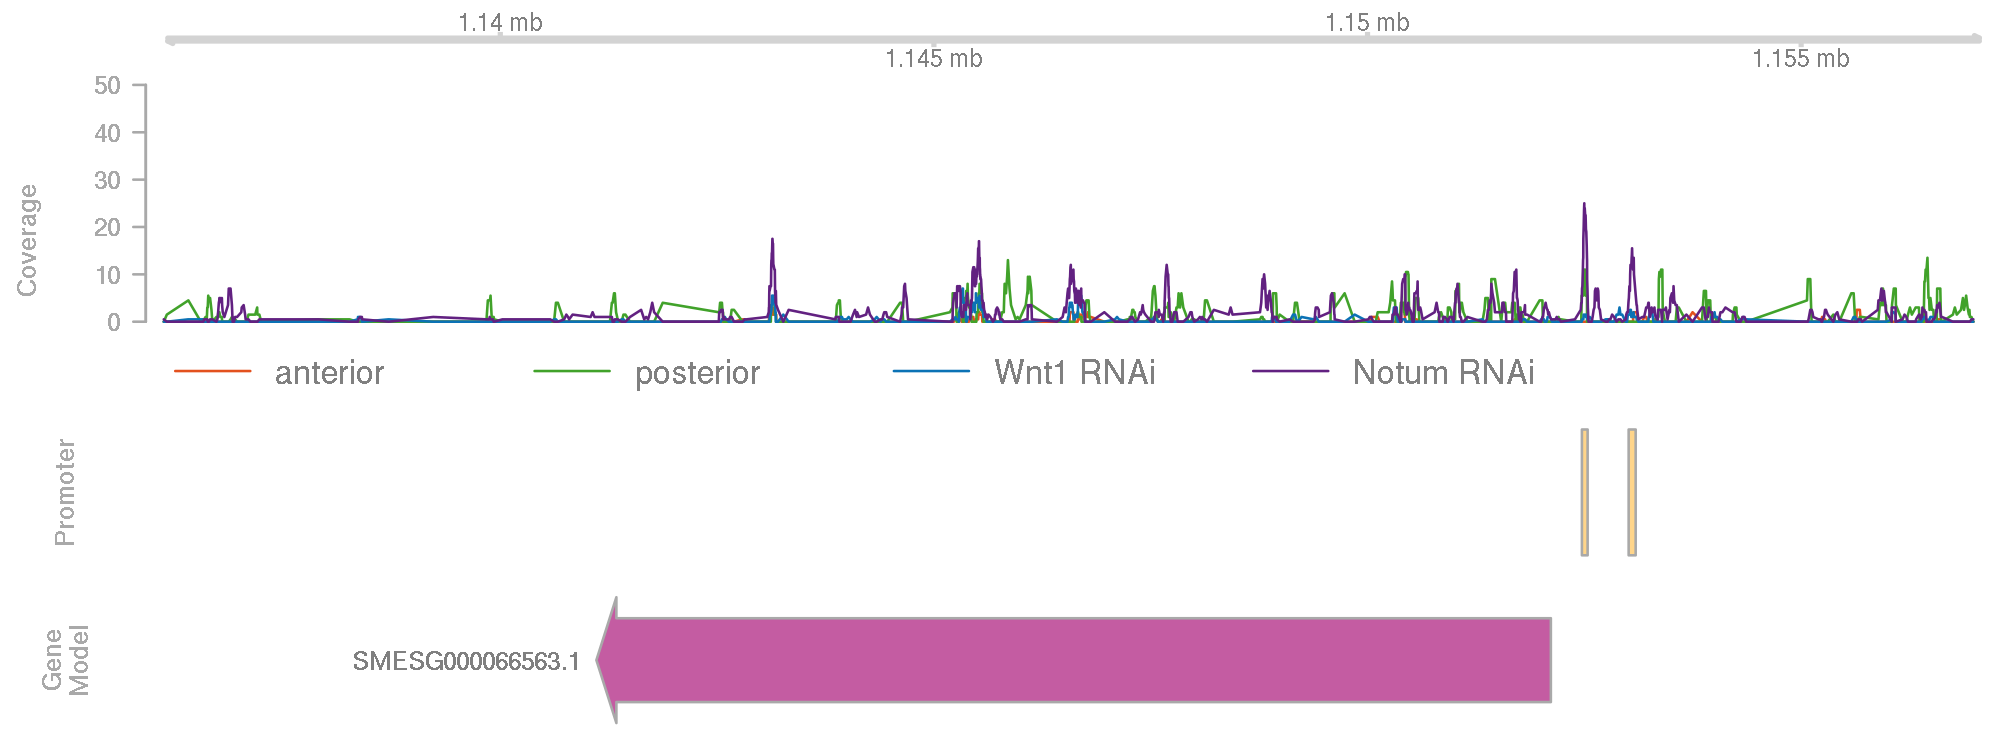 1.14 mb
1.15 mb
1.145 mb
1.155 mb
Coverage
50
40
30
20
10
0
anterior
posterior
Wnt1 RNAi
Notum RNAi
Promoter
Gene
Model
SMESG000066563.1